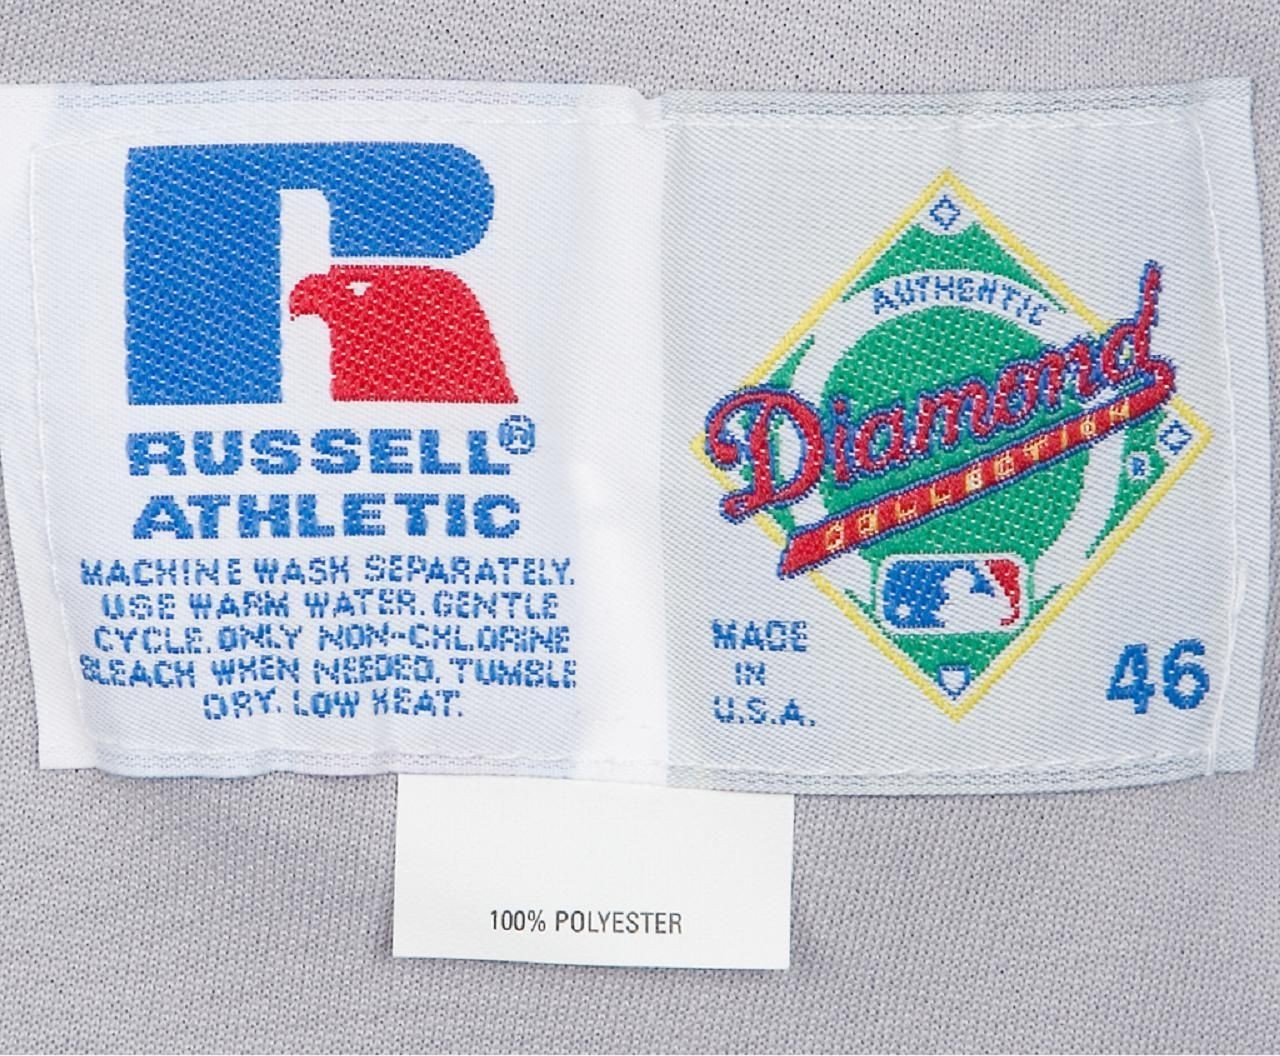 RUSSELL®
ATHLETIC
MACHINE WASH SEPARATELY.
USE WARM WATER. GENTLE
CYCLE. ONLY NON-CHLORINE
BLEACH WHEN NEEDED. TUMBLE
DRY. LOW HEAT.
AUTHENTIC
Diamond
COLLECTION
®
MADE
IN
U.S.A.
46
100% POLYESTER